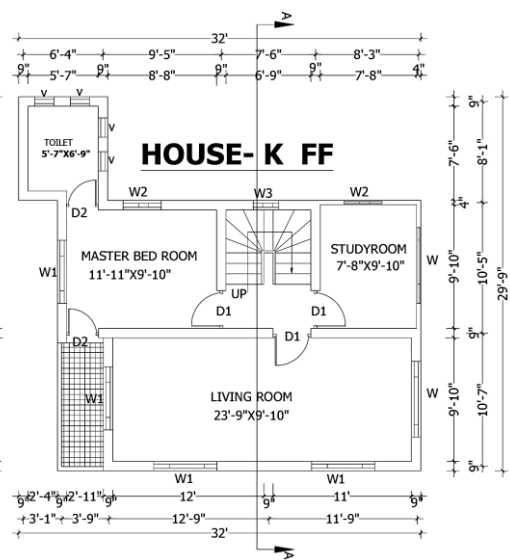 A
32'
6'-4" 9'-5" 7'-6" 8'-3"
9" 5'-7" 9" 8'-8" 9" 6'-9" 9" 7'-8" 4"
V V
9"
V
TOILET
5'-7"X6'-9"
HOUSE- K FF
7'-6" 8'-1"
V
W2 W3 W2
4"
D2
MASTER BED ROOM
11'-11"X9'-10"
STUDYROOM
7'-8"X9'-10"
W1
W
9'-10" 10'-5" 29'-9"
UP
D1 D1
D2 D1
9" 9"
W1
LIVING ROOM
23'-9"X9'-10"
W
9'-10" 10'-7"
W1 W1
9"
9" 2'-4" 9" 2'-11" 9" 12' 9" 11' 9"
3'-1" 3'-9" 12'-9" 11'-9"
32'
A